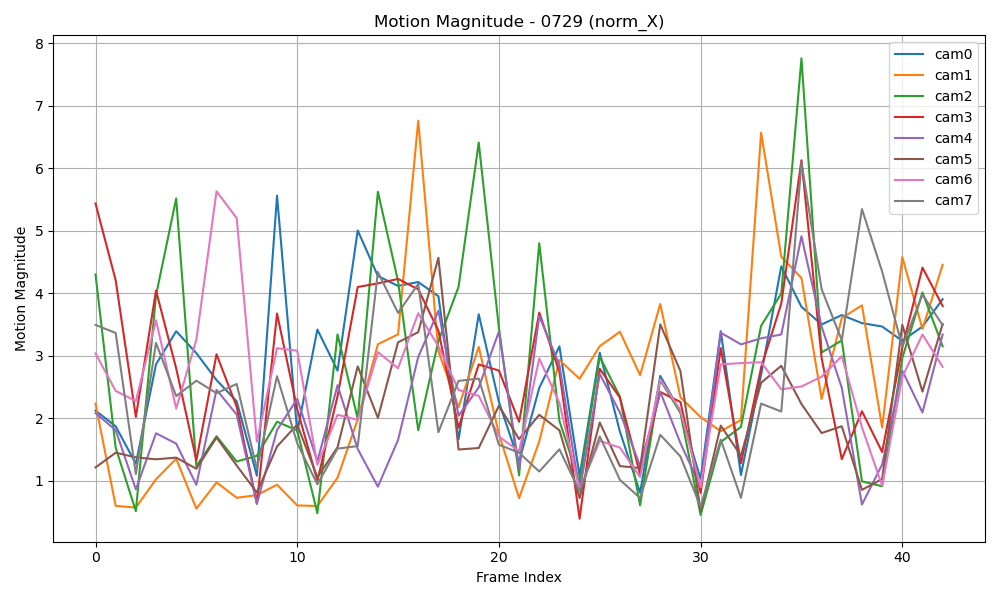 Motion Magnitude - 0729 (norm_X)
8
7
6
5
4
3
2
1
Motion Magnitude
0
10
20
30
40
Frame Index
cam0
cam1
cam2
cam3
cam4
cam5
cam6
cam7